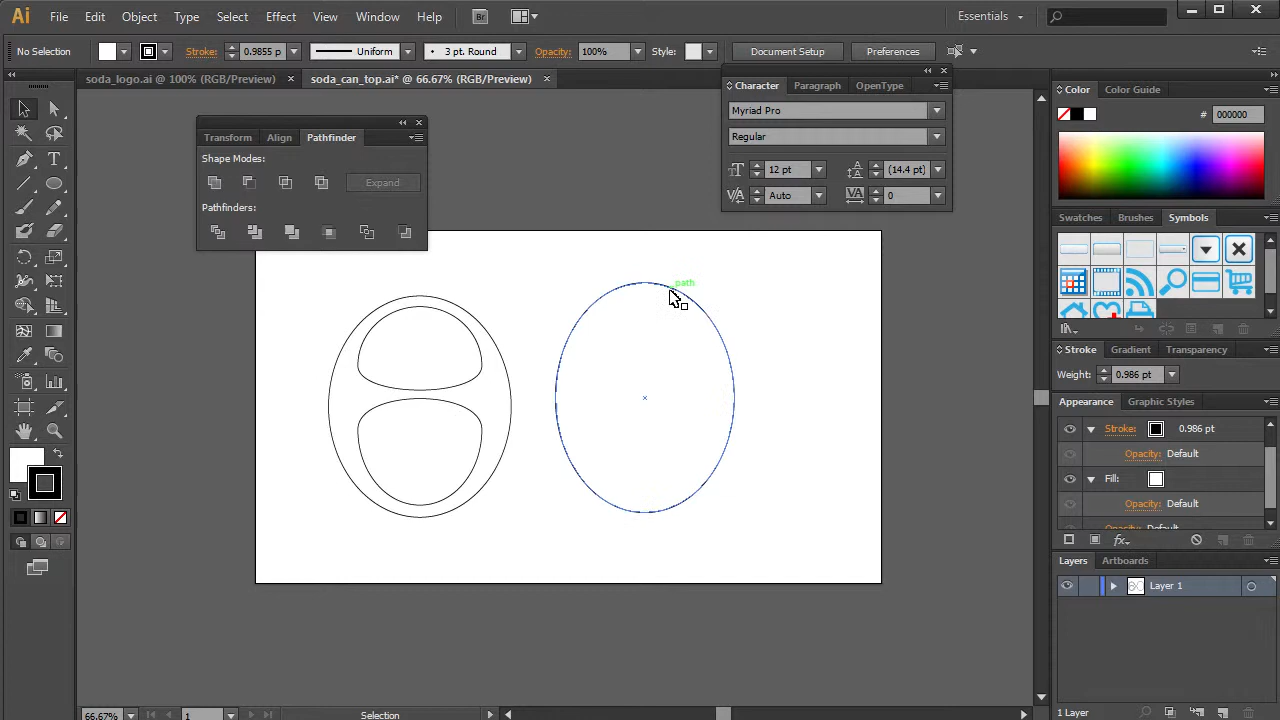 Ai File Edit Object Type Select Effect View Window Help Br Essentials
No Selection Stroke: 0.9855 p Uniform 3 pt. Round Opacity: 100% Style: Document Setup Preferences
soda_logo.ai @ 100% (RGB/Preview) soda_can_top.ai* @ 66.67% (RGB/Preview)
Character Paragraph OpenType
Myriad Pro
Regular
12 pt (14.4 pt)
Auto 0
Transform Align Pathfinder
Shape Modes:
Expand
Pathfinders:
path
Color Color Guide
# 000000
Swatches Brushes Symbols
Stroke Gradient Transparency
Weight: 0.986 pt
Appearance Graphic Styles
Stroke: 0.986 pt
Opacity: Default
Fill:
Opacity: Default
Opacity: Default
Layers Artboards
Layer 1
1 Layer
66.67% 1 Selection